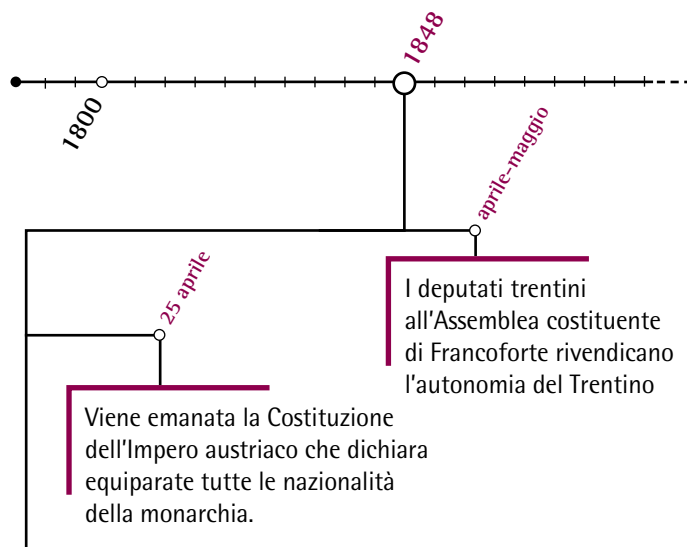 1848
1800
aprile-maggio
I deputati trentini
all'Assemblea costituente
di Francoforte rivendicano
l'autonomia del Trentino
25 aprile
Viene emanata la Costituzione
dell'Impero austriaco che dichiara
equiparate tutte le nazionalità
della monarchia.